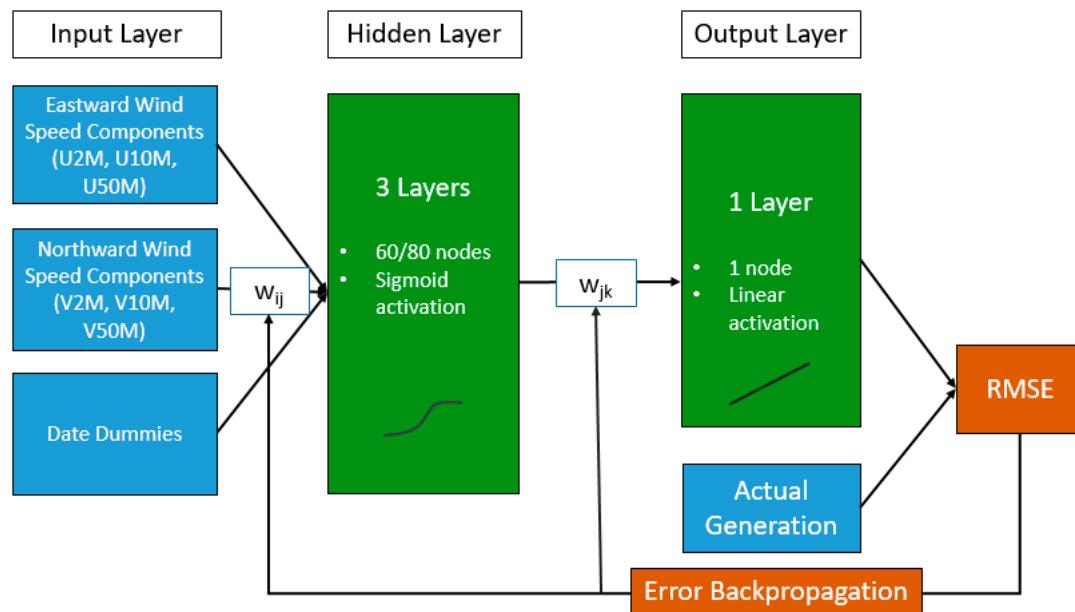 Input Layer
Hidden Layer
Output Layer
Eastward Wind
Speed Components
(U2M, U10M,
U50M)
Northward Wind
Speed Components
(V2M, V10M,
V50M)
Date Dummies
w_ij
3 Layers
• 60/80 nodes
• Sigmoid
activation
w_jk
1 Layer
• 1 node
• Linear
activation
Actual
Generation
RMSE
Error Backpropagation